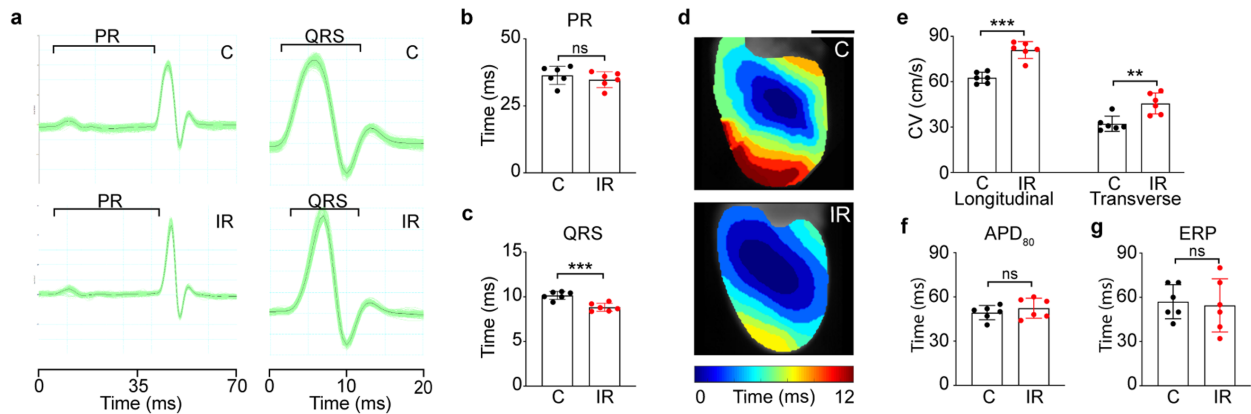 a
PR
C
QRS
C
PR
IR
QRS
IR
0 35 70
Time (ms)
0 10 20
Time (ms)
b
PR
ns
50
25
0
Time (ms)
C IR
c
QRS
***
15
10
5
0
Time (ms)
C IR
d
C
IR
0 Time (ms) 12
e
***
**
90
60
30
0
CV (cm/s)
C IR C IR
Longitudinal Transverse
f
APD80
ns
90
60
30
0
Time (ms)
C IR
g
ERP
ns
90
60
30
0
Time (ms)
C IR